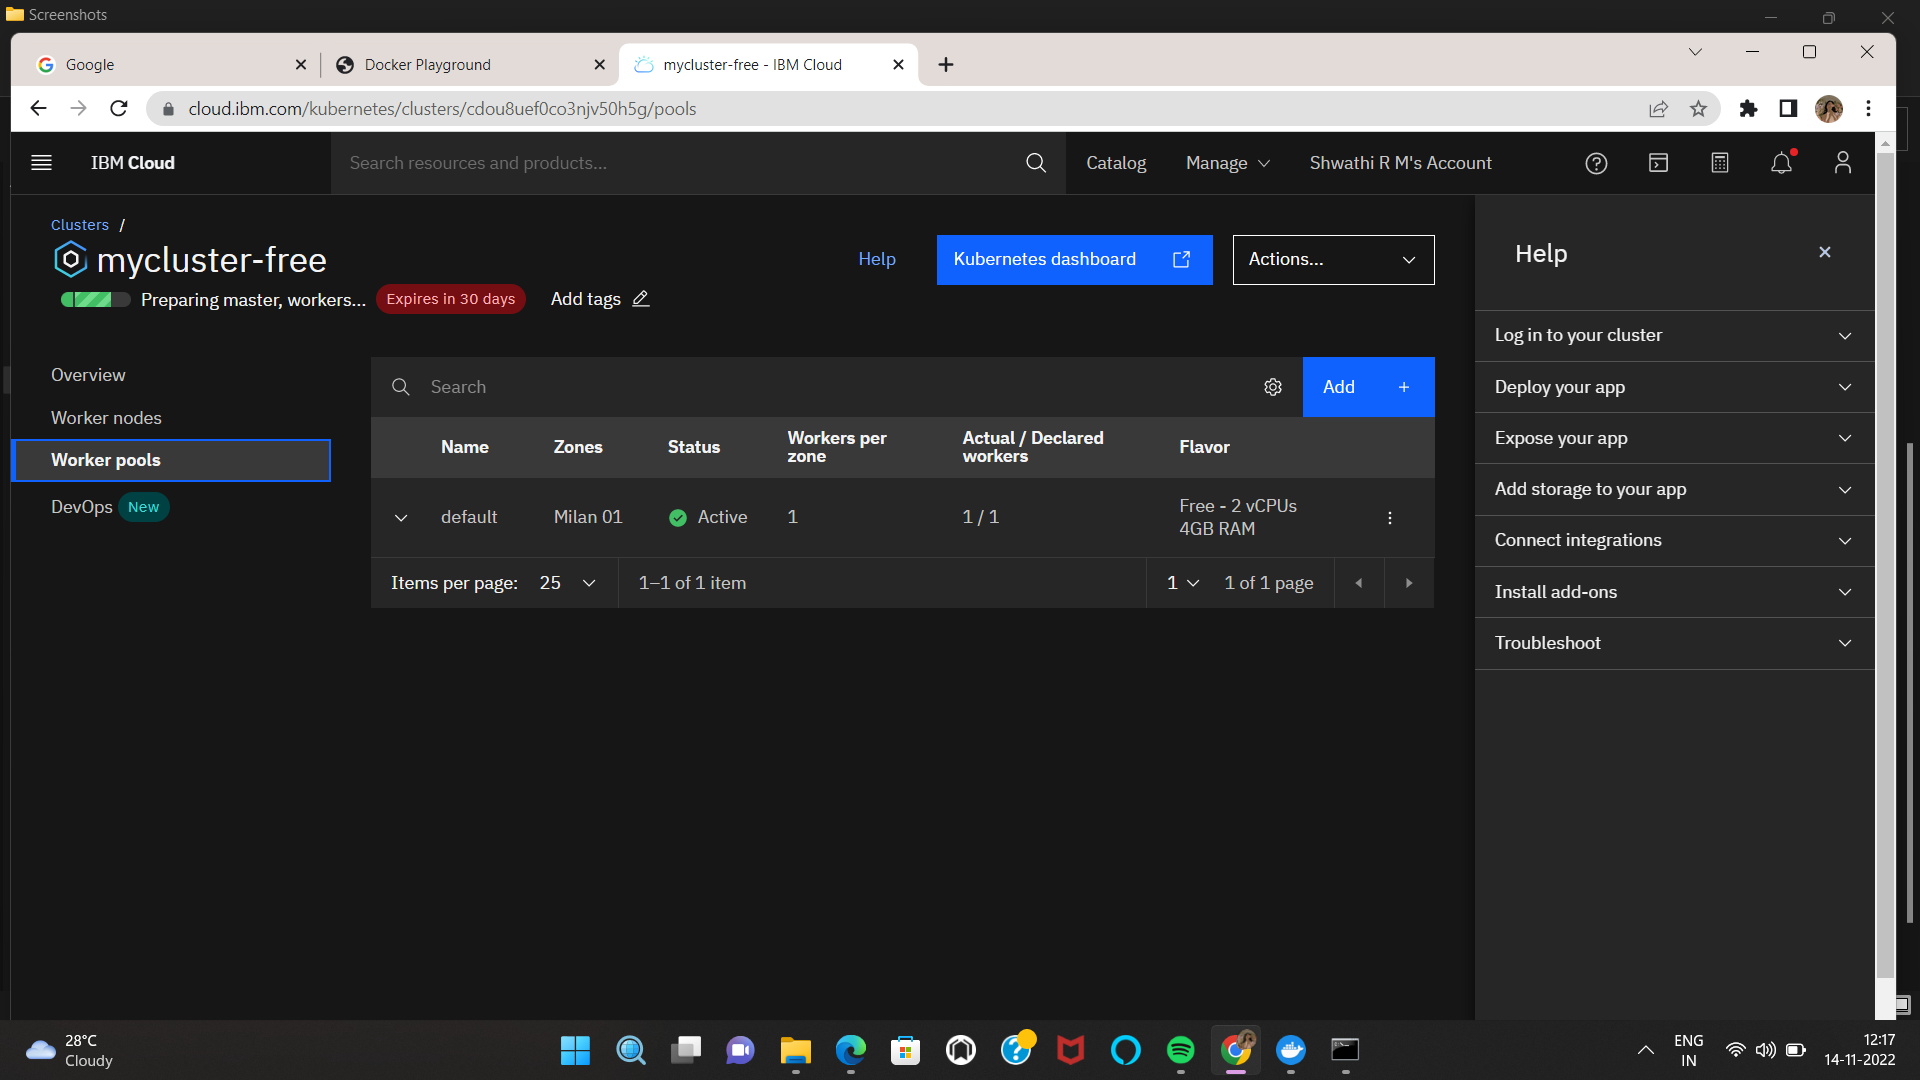 Screenshots
Google
Docker Playground
mycluster-free - IBM Cloud
cloud.ibm.com/kubernetes/clusters/cdou8uef0co3njv50h5g/pools
IBM Cloud
Search resources and products...
Catalog
Manage
Shwathi R M's Account
Clusters /
mycluster-free
Help
Kubernetes dashboard
Actions...
Preparing master, workers...
Expires in 30 days
Add tags
Overview
Worker nodes
Worker pools
DevOps New
Search
Add +
Name Zones Status Workers per zone Actual / Declared workers Flavor
default Milan 01 Active 1 1 / 1 Free - 2 vCPUs 4GB RAM
Items per page: 25 1–1 of 1 item 1 1 of 1 page
Help
Log in to your cluster
Deploy your app
Expose your app
Add storage to your app
Connect integrations
Install add-ons
Troubleshoot
28°C
Cloudy
ENG
IN
12:17
14-11-2022